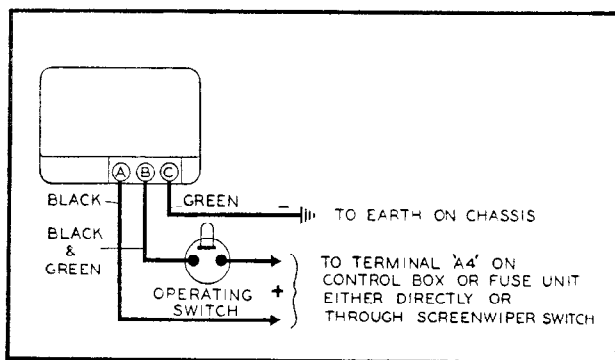 A B C
BLACK
GREEN
−
TO EARTH ON CHASSIS
BLACK
&
GREEN
OPERATING
SWITCH
+
TO TERMINAL 'A4' ON
CONTROL BOX OR FUSE UNIT
EITHER DIRECTLY OR
THROUGH SCREENWIPER SWITCH